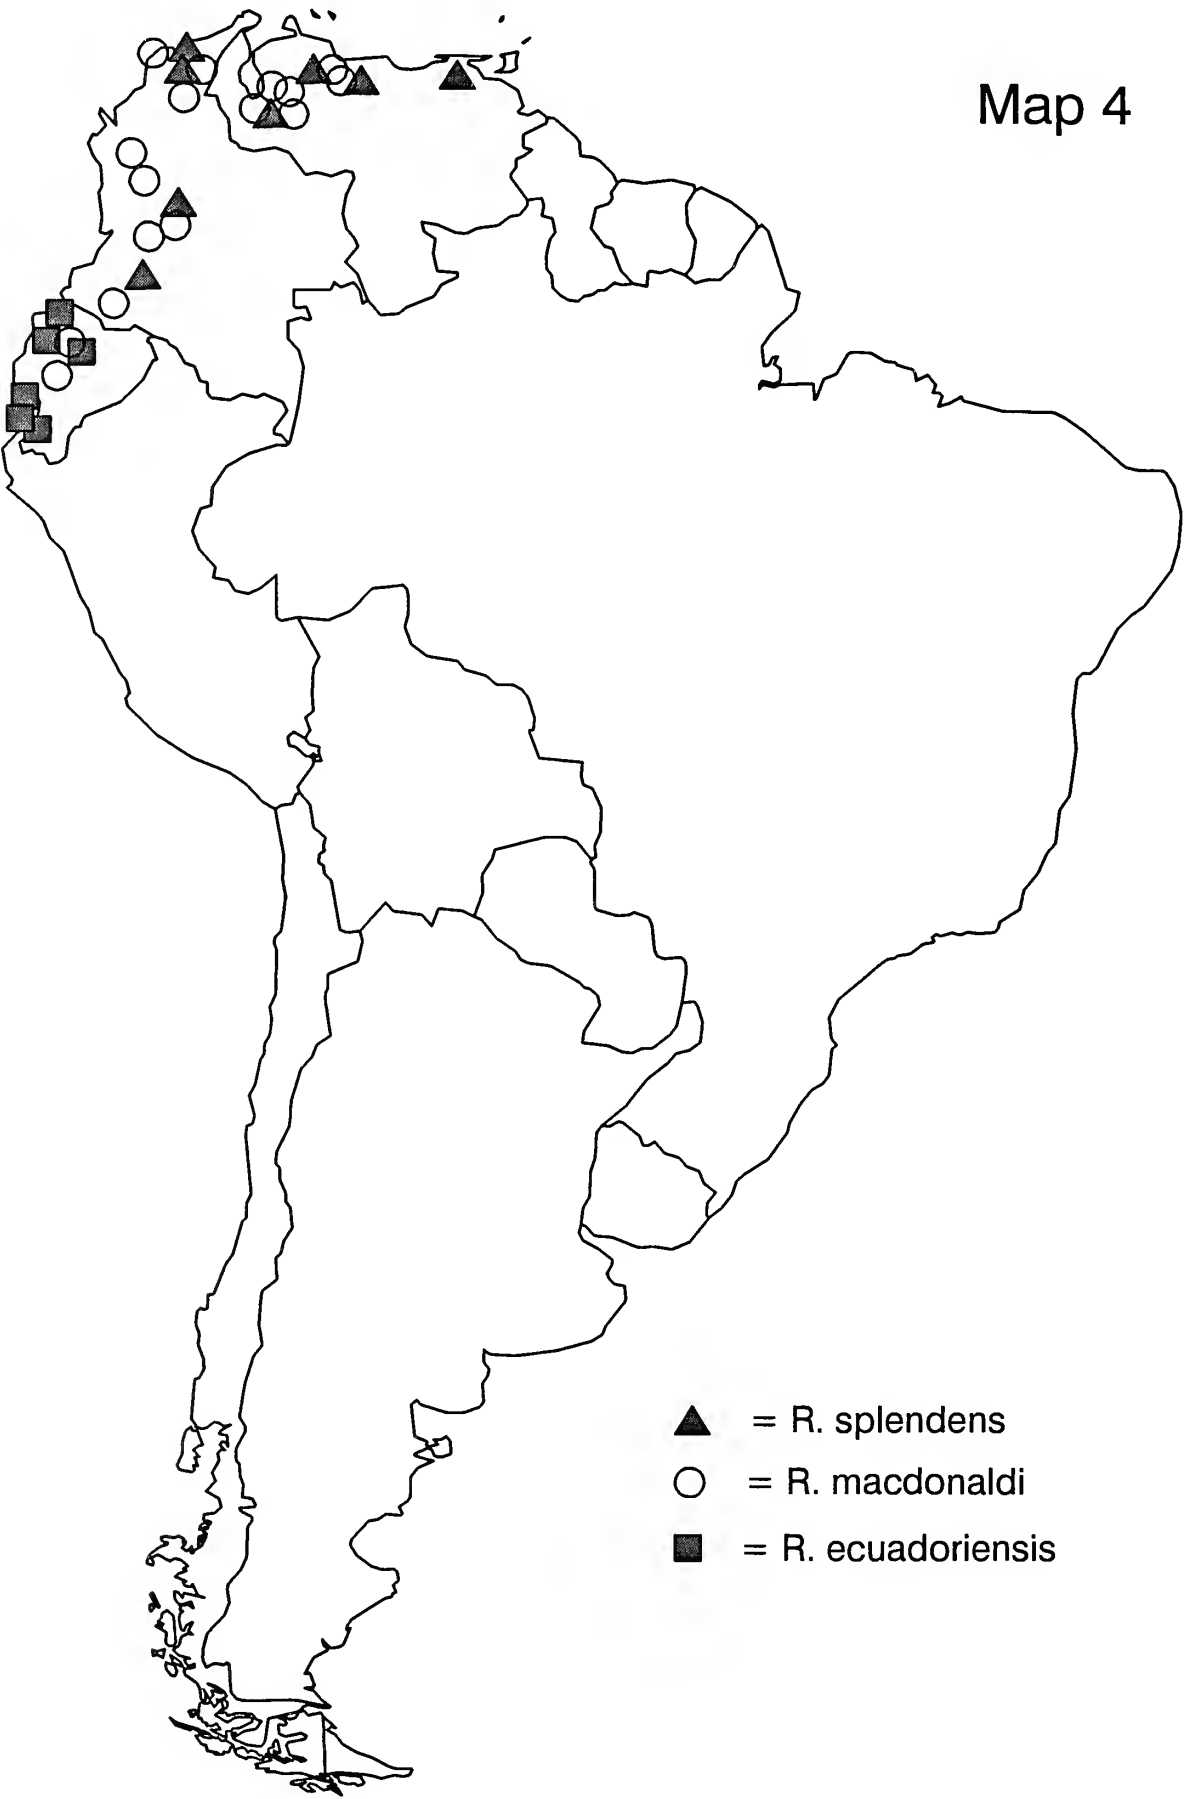 Map 4
= R. splendens
= R. macdonaldi
= R. ecuadoriensis